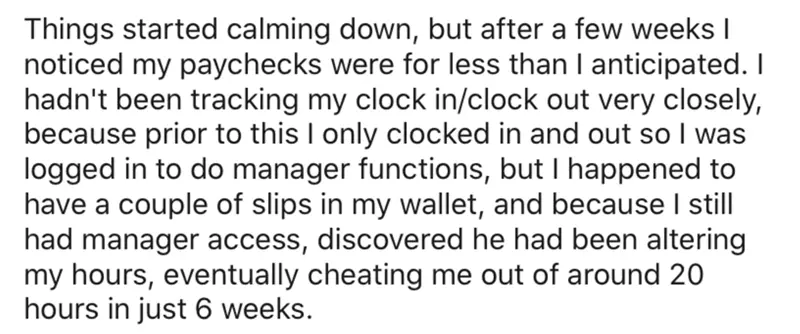 Things started calming down, but after a few weeks I
noticed my paychecks were for less than I anticipated. I
hadn't been tracking my clock in/clock out very closely,
because prior to this I only clocked in and out so I was
logged in to do manager functions, but I happened to
have a couple of slips in my wallet, and because I still
had manager access, discovered he had been altering
my hours, eventually cheating me out of around 20
hours in just 6 weeks.